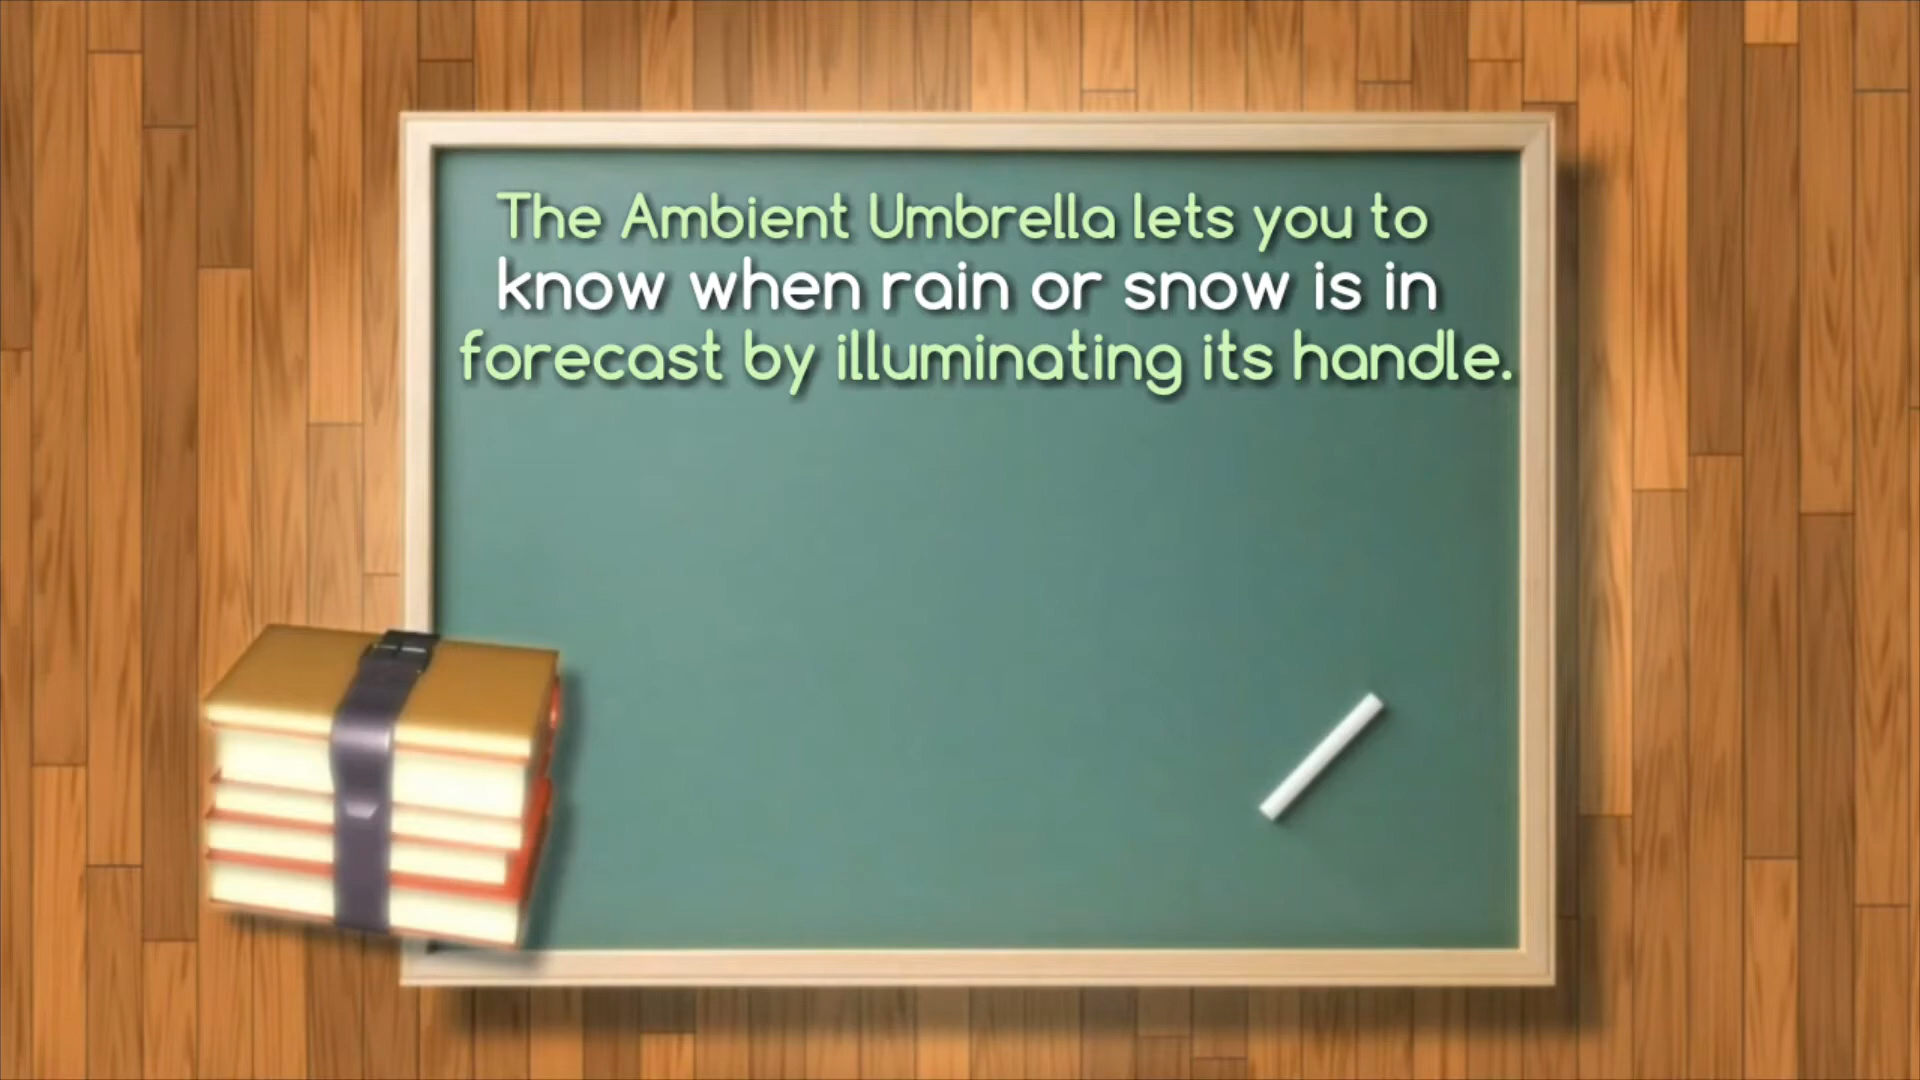 The Ambient Umbrella lets you to
know when rain or snow is in
forecast by illuminating its handle.